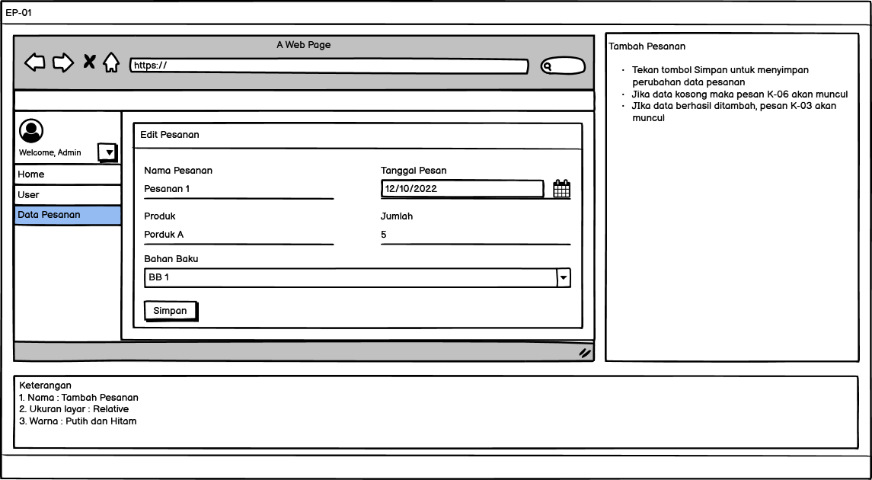 EP-01
A Web Page
https://
Welcome, Admin
Home
User
Data Pesanan
Edit Pesanan
Nama Pesanan
Tanggal Pesan
Pesanan 1
12/10/2022
Produk
Jumlah
Porduk A
5
Bahan Baku
BB 1
Simpan
Tambah Pesanan
· Tekan tombol Simpan untuk menyimpan
perubahan data pesanan
· Jika data kosong maka pesan K-06 akan muncul
· JIka data berhasil ditambah, pesan K-03 akan
muncul
Keterangan
1. Nama : Tambah Pesanan
2. Ukuran layar : Relative
3. Warna : Putih dan Hitam